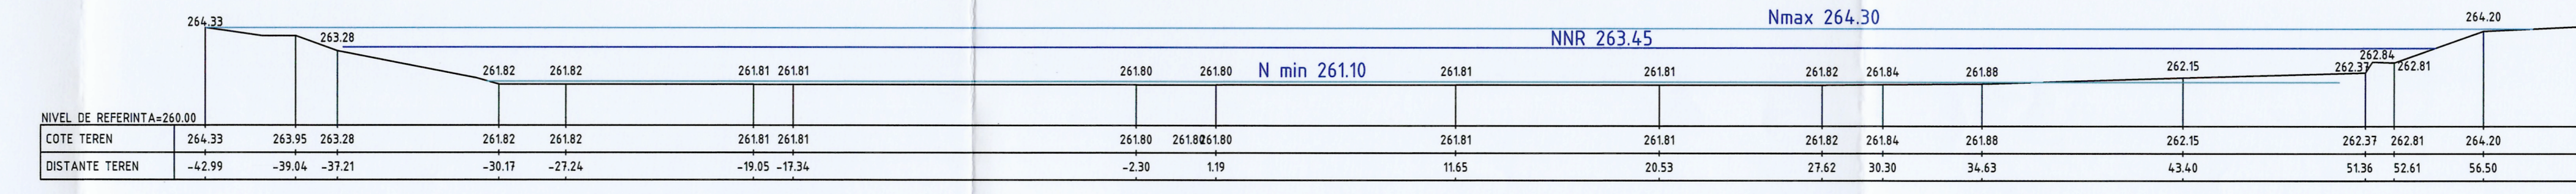 264.33 Nmax 264.30 264.20
263.28 NNR 263.45 262.84
261.82 261.82 261.81 261.81 261.80 261.80 N min 261.10 261.81 261.81 261.82 261.84 261.88 262.15 262.37 262.81
NIVEL DE REFERINTA=260.00
COTE TEREN 264.33 263.95 263.28 261.82 261.82 261.81 261.81 261.80 261.80 261.80 261.81 261.81 261.82 261.84 261.88 262.15 262.37 262.81 264.20
DISTANTE TEREN -42.99 -39.04 -37.21 -30.17 -27.24 -19.05 -17.34 -2.30 1.19 11.65 20.53 27.62 30.30 34.63 43.40 51.36 52.61 56.50